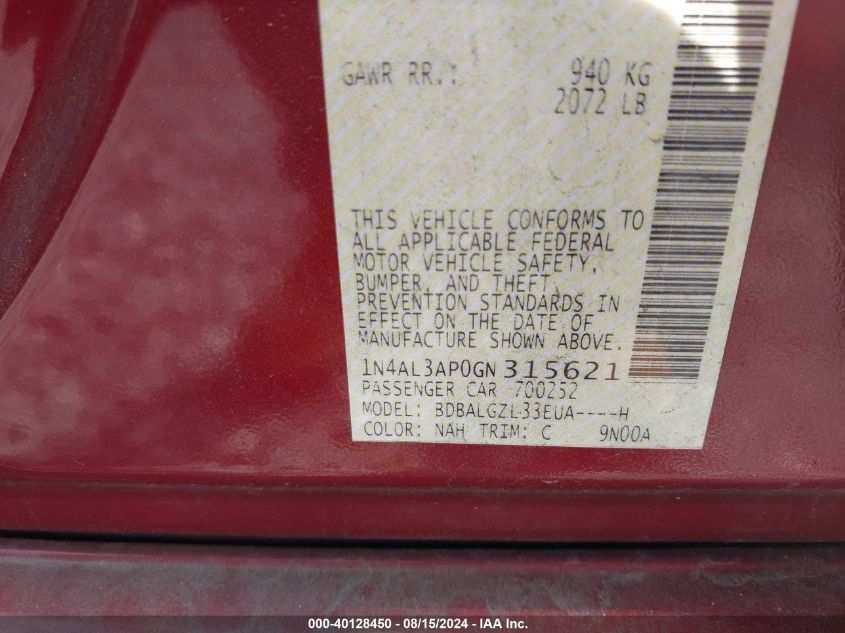 GAWR RR.: 940 KG
2072 LB
THIS VEHICLE CONFORMS TO
ALL APPLICABLE FEDERAL
MOTOR VEHICLE SAFETY,
BUMPER, AND THEFT
PREVENTION STANDARDS IN
EFFECT ON THE DATE OF
MANUFACTURE SHOWN ABOVE.
1N4AL3AP0GN315621
PASSENGER CAR 700252
MODEL: BDBALGZL33EUA----H
COLOR: NAH TRIM: C 9N00A
000-40128450 - 08/15/2024 - IAAI Inc.